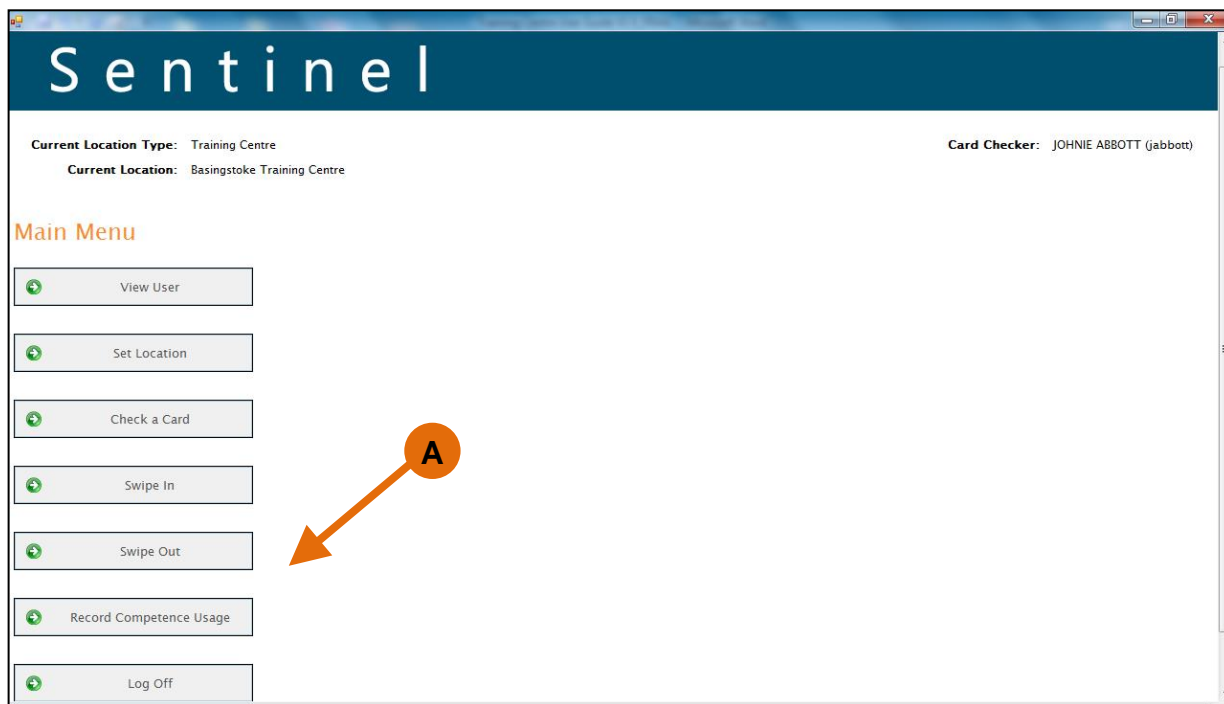 Sentinel
Current Location Type: Training Centre
Card Checker: JOHNIE ABBOTT (jabbott)
Current Location: Basingstoke Training Centre
Main Menu
View User
Set Location
Check a Card
A
Swipe In
Swipe Out
Record Competence Usage
Log Off